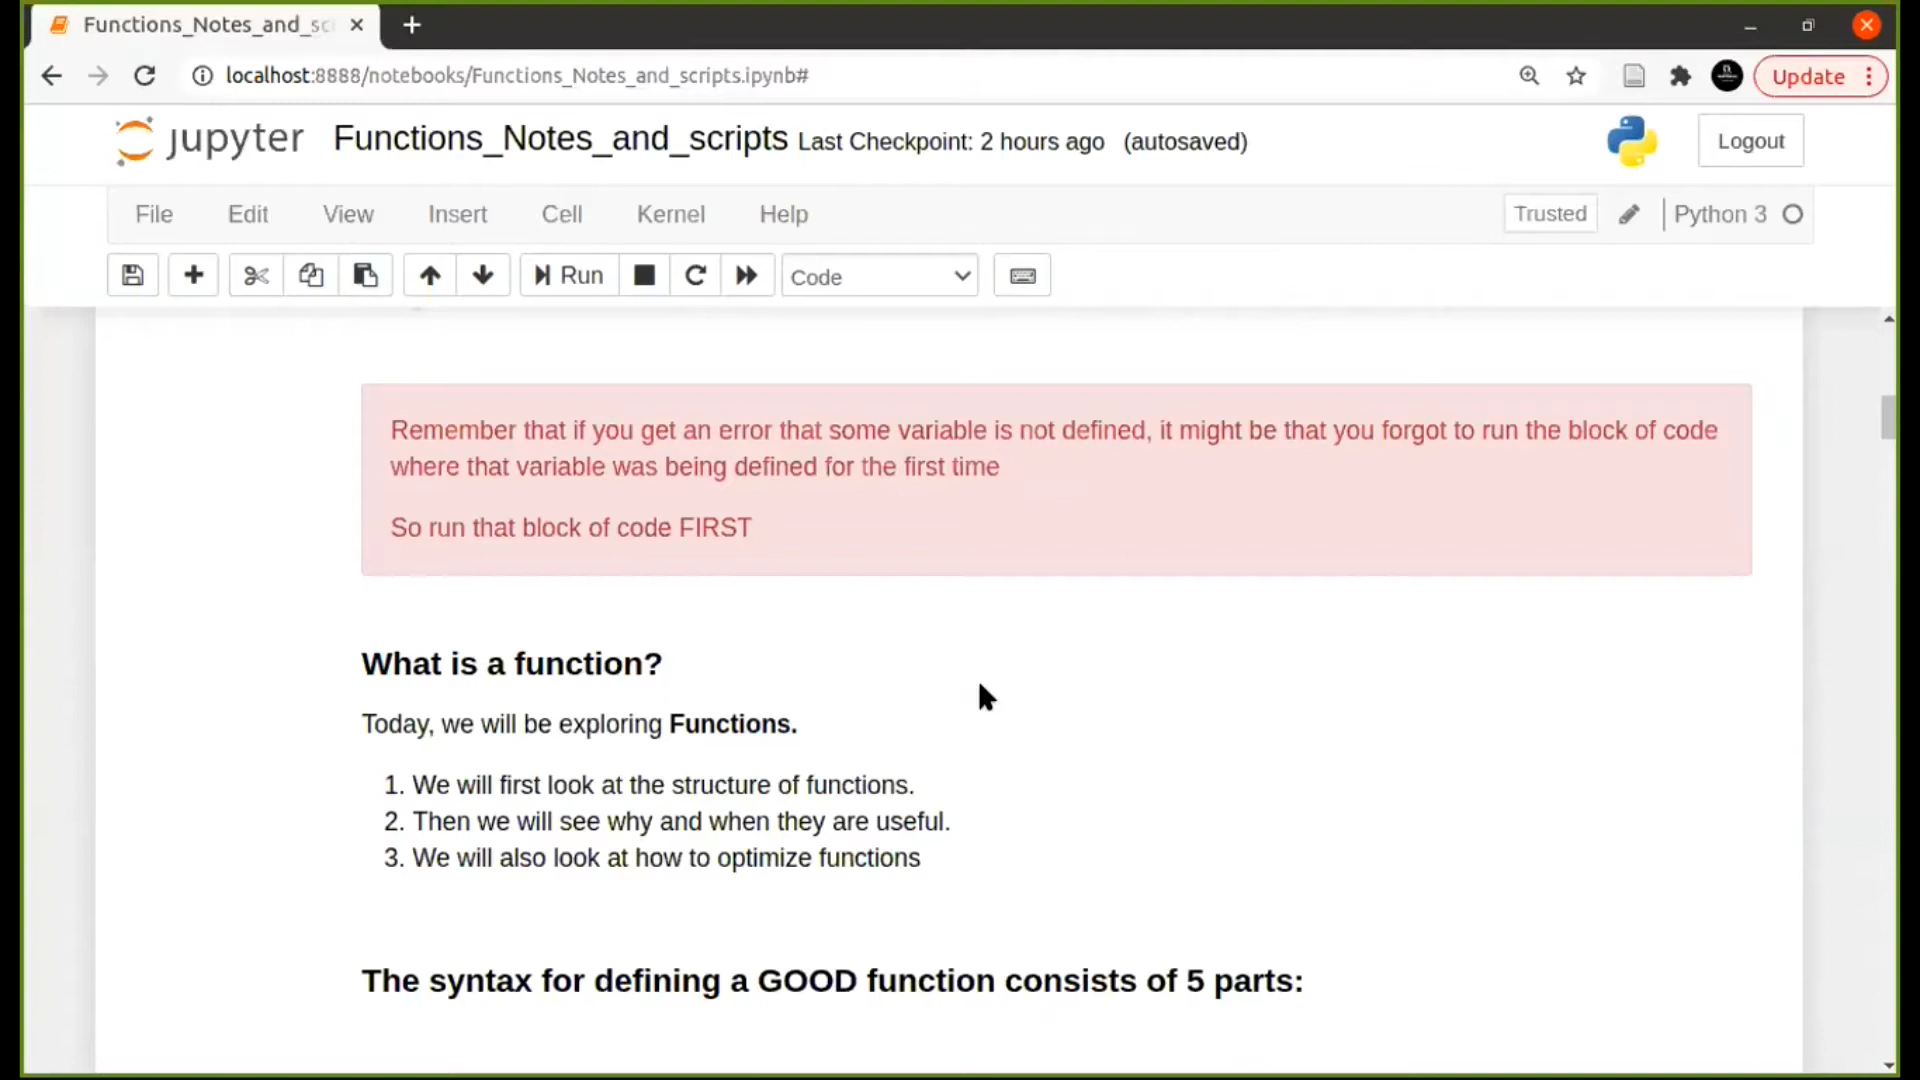 Functions_Notes_and_sc
localhost:8888/notebooks/Functions_Notes_and_scripts.ipynb#
Update
jupyter Functions_Notes_and_scripts Last Checkpoint: 2 hours ago (autosaved)
Logout
File Edit View Insert Cell Kernel Help
Trusted
Python 3
Run
Code
Remember that if you get an error that some variable is not defined, it might be that you forgot to run the block of code
where that variable was being defined for the first time
So run that block of code FIRST
What is a function?
Today, we will be exploring Functions.
1. We will first look at the structure of functions.
2. Then we will see why and when they are useful.
3. We will also look at how to optimize functions
The syntax for defining a GOOD function consists of 5 parts: